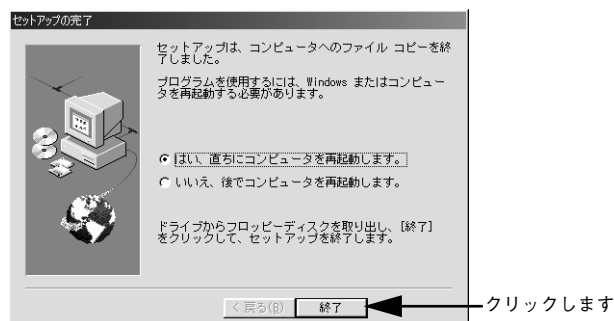 セットアップの完了
セットアップは、コンピュータへのファイル コピーを終
了しました。
プログラムを使用するには、Windows またはコンピュー
タを再起動する必要があります。
はい、直ちにコンピュータを再起動します。
いいえ、後でコンピュータを再起動します。
ドライブからフロッピーディスクを取り出し、[終了]
をクリックして、セットアップを終了します。
< 戻る(B)
終了
クリックします